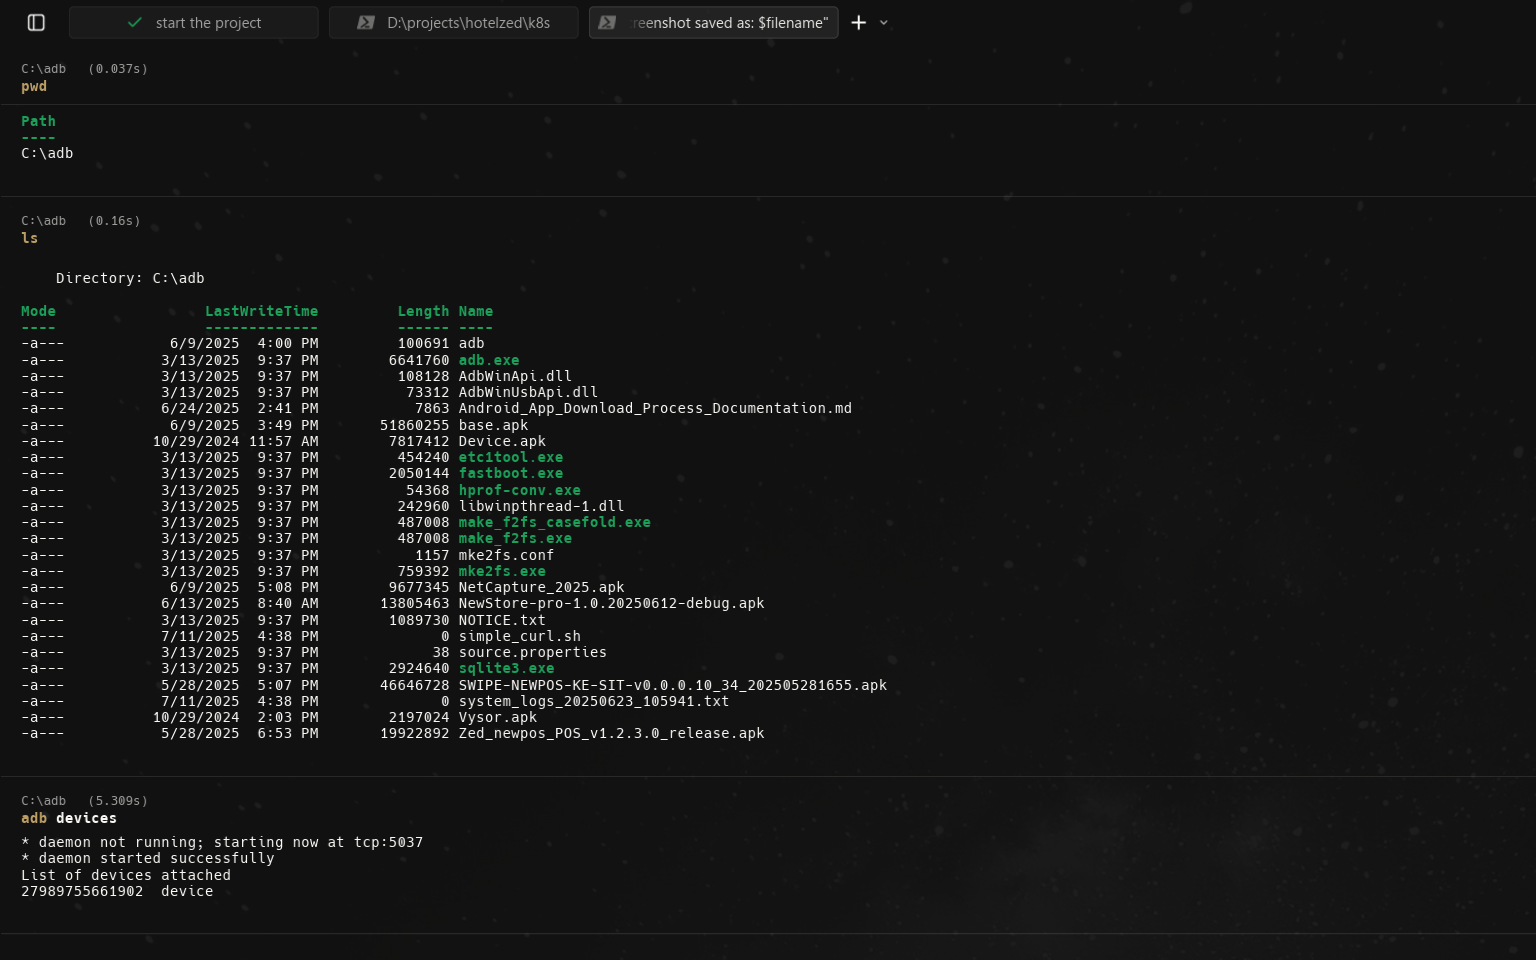 start the project
D:\projects\hotelzed\k8s
reenshot saved as: $filename"
C:\adb (0.037s)
pwd
Path
----
C:\adb
C:\adb (0.16s)
ls
Directory: C:\adb
Mode LastWriteTime Length Name
---- ------------- ------ ----
-a--- 6/9/2025 4:00 PM 100691 adb
-a--- 3/13/2025 9:37 PM 6641760 adb.exe
-a--- 3/13/2025 9:37 PM 108128 AdbWinApi.dll
-a--- 3/13/2025 9:37 PM 73312 AdbWinUsbApi.dll
-a--- 6/24/2025 2:41 PM 7863 Android_App_Download_Process_Documentation.md
-a--- 6/9/2025 3:49 PM 51860255 base.apk
-a--- 10/29/2024 11:57 AM 7817412 Device.apk
-a--- 3/13/2025 9:37 PM 454240 etc1tool.exe
-a--- 3/13/2025 9:37 PM 2050144 fastboot.exe
-a--- 3/13/2025 9:37 PM 54368 hprof-conv.exe
-a--- 3/13/2025 9:37 PM 242960 libwinpthread-1.dll
-a--- 3/13/2025 9:37 PM 487008 make_f2fs_casefold.exe
-a--- 3/13/2025 9:37 PM 487008 make_f2fs.exe
-a--- 3/13/2025 9:37 PM 1157 mke2fs.conf
-a--- 3/13/2025 9:37 PM 759392 mke2fs.exe
-a--- 6/9/2025 5:08 PM 9677345 NetCapture_2025.apk
-a--- 6/13/2025 8:40 AM 13805463 NewStore-pro-1.0.20250612-debug.apk
-a--- 3/13/2025 9:37 PM 1089730 NOTICE.txt
-a--- 7/11/2025 4:38 PM 0 simple_curl.sh
-a--- 3/13/2025 9:37 PM 38 source.properties
-a--- 3/13/2025 9:37 PM 2924640 sqlite3.exe
-a--- 5/28/2025 5:07 PM 46646728 SWIPE-NEWPOS-KE-SIT-v0.0.0.10_34_202505281655.apk
-a--- 7/11/2025 4:38 PM 0 system_logs_20250623_105941.txt
-a--- 10/29/2024 2:03 PM 2197024 Vysor.apk
-a--- 5/28/2025 6:53 PM 19922892 Zed_newpos_POS_v1.2.3.0_release.apk
C:\adb (5.309s)
adb devices
* daemon not running; starting now at tcp:5037
* daemon started successfully
List of devices attached
27989755661902 device